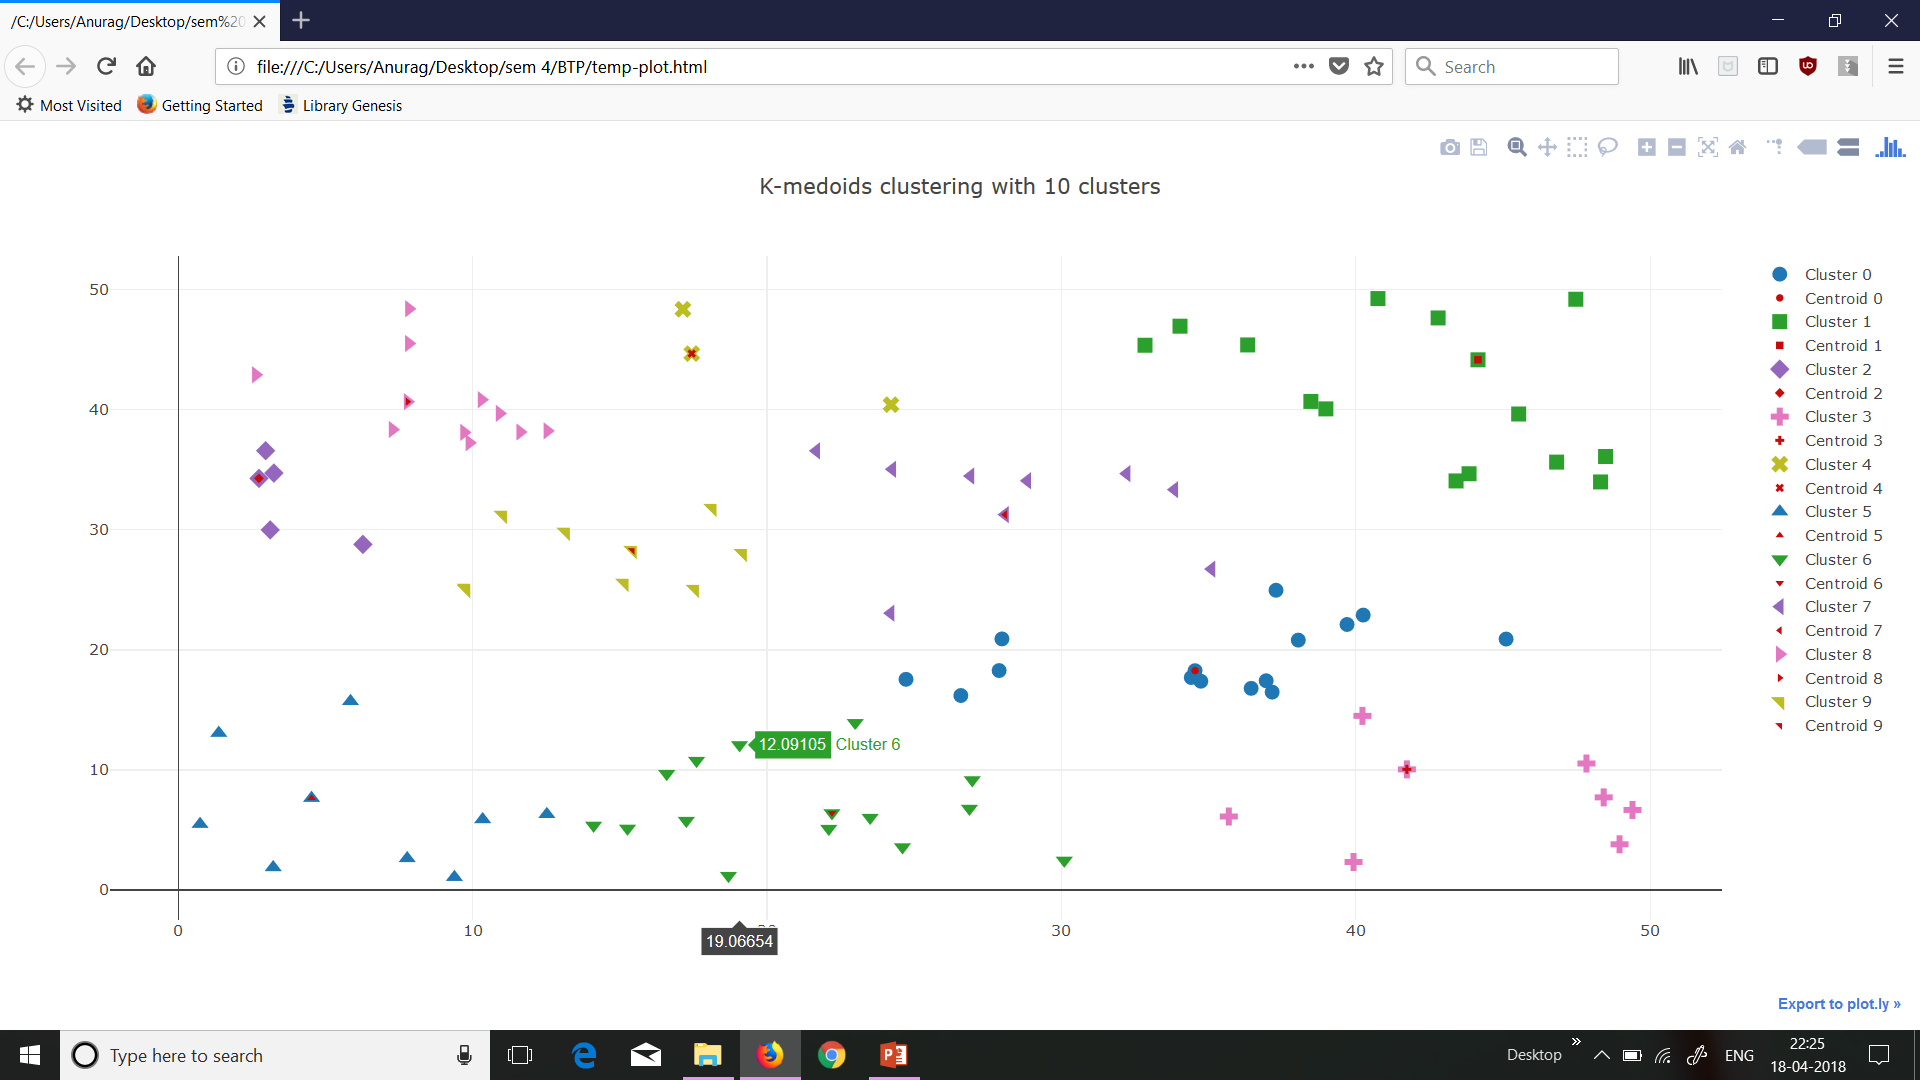 /C:/Users/Anurag/Desktop/sem%20
file:///C:/Users/Anurag/Desktop/sem 4/BTP/temp-plot.html
Search
Most Visited
Getting Started
Library Genesis
K-medoids clustering with 10 clusters
50
40
30
20
10
0
0
10
30
40
50
12.09105
Cluster 6
19.06654
Cluster 0
Centroid 0
Cluster 1
Centroid 1
Cluster 2
Centroid 2
Cluster 3
Centroid 3
Cluster 4
Centroid 4
Cluster 5
Centroid 5
Cluster 6
Centroid 6
Cluster 7
Centroid 7
Cluster 8
Centroid 8
Cluster 9
Centroid 9
Export to plot.ly »
Type here to search
Desktop
ENG
22:25
18-04-2018